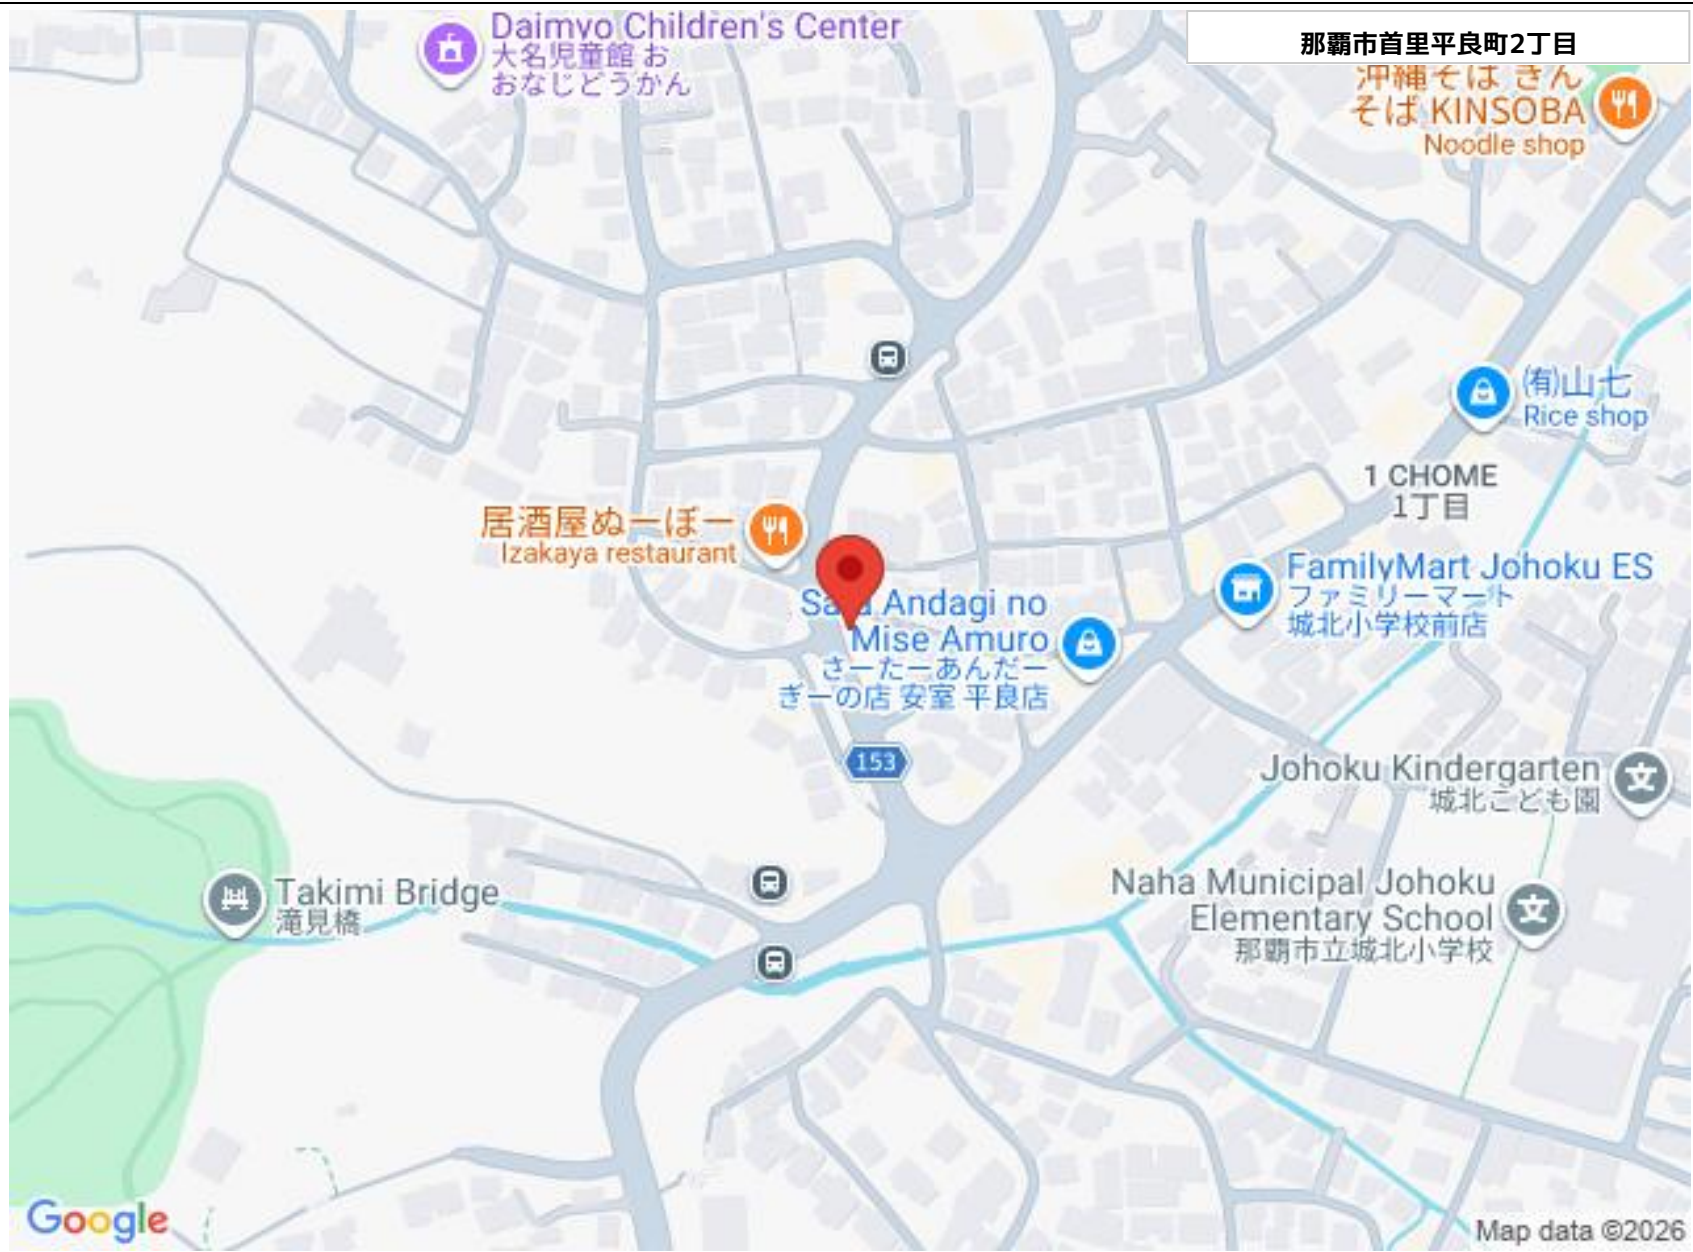 Daimyo Children's Center
大名児童館 お
おなじどうかん
那覇市首里平良町2丁目
沖縄そば きん
そば KINSOBA
Noodle shop
㈲山七
Rice shop
1 CHOME
1丁目
居酒屋ぬーぼー
Izakaya restaurant
FamilyMart Johoku ES
ファミリーマート
城北小学校前店
Sata Andagi no
Mise Amuro
さーたーあんだー
ぎーの店 安室 平良店
153
Johoku Kindergarten
城北こども園
Takimi Bridge
滝見橋
Naha Municipal Johoku
Elementary School
那覇市立城北小学校
Google
Map data ©2026